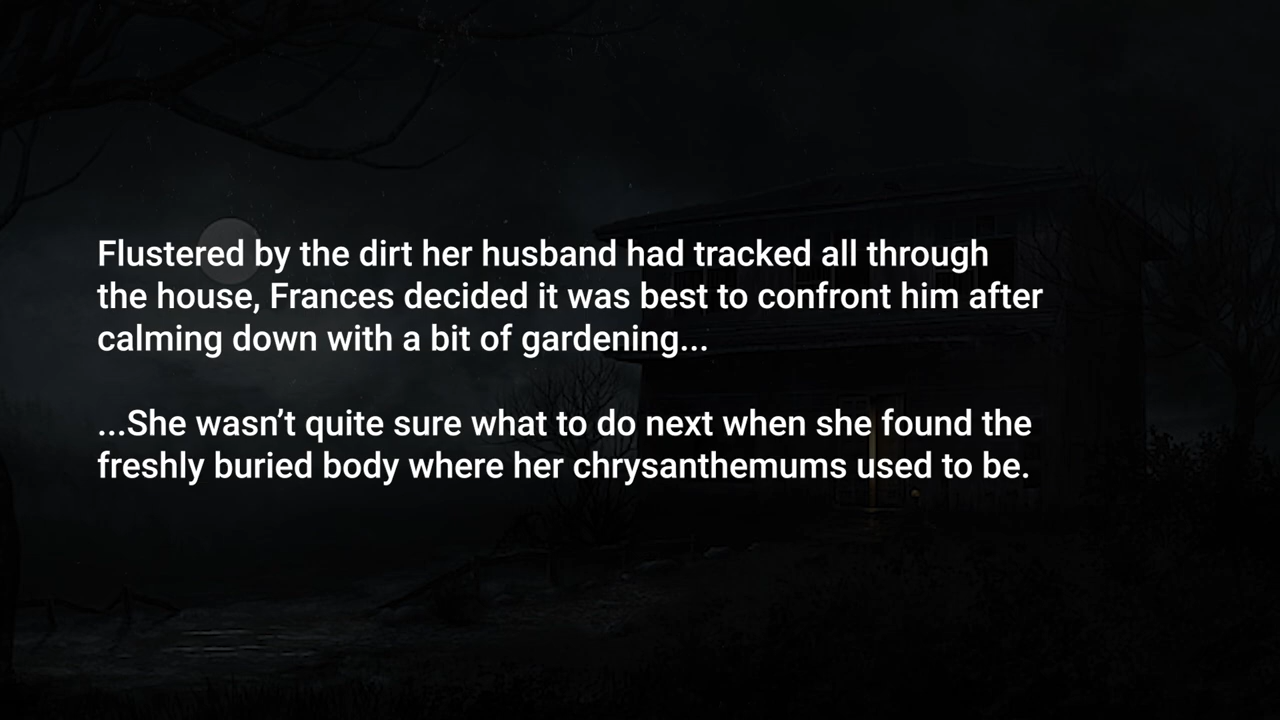 Flustered by the dirt her husband had tracked all through
the house, Frances decided it was best to confront him after
calming down with a bit of gardening...
...She wasn’t quite sure what to do next when she found the
freshly buried body where her chrysanthemums used to be.